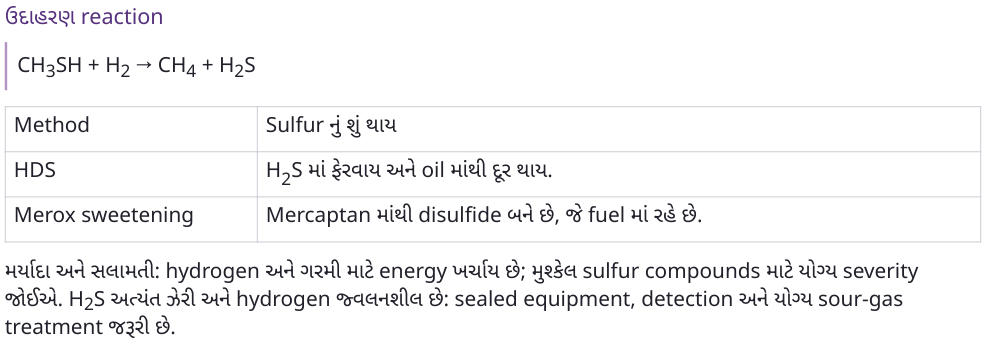 ઉદાહરણ reaction
CH₃SH + H₂ → CH₄ + H₂S
Method Sulfur નું શું થાય
HDS H₂S માં ફેરવાય અને oil માંથી દૂર થાય.
Merox sweetening Mercaptan માંથી disulfide બને છે, જે fuel માં રહે છે.
મર્યાદા અને સલામતી: hydrogen અને ગરમી માટે energy ખર્ચાય છે; મુશ્કેલ sulfur compounds માટે યોગ્ય severity
જોઈએ. H₂S અત્યંત ઝેરી અને hydrogen જ્વલનશીલ છે: sealed equipment, detection અને યોગ્ય sour-gas
treatment જરૂરી છે.